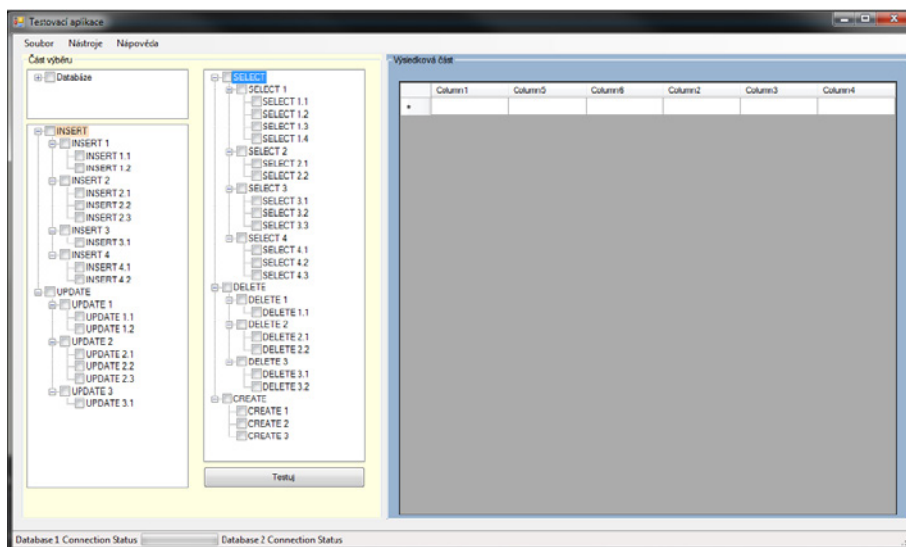 Testovací aplikace
Soubor Nástroje Nápověda
Část výběru
Databáze
INSERT
INSERT 1
INSERT 1.1
INSERT 1.2
INSERT 2
INSERT 2.1
INSERT 2.2
INSERT 2.3
INSERT 3
INSERT 3.1
INSERT 4
INSERT 4.1
INSERT 4.2
UPDATE
UPDATE 1
UPDATE 1.1
UPDATE 1.2
UPDATE 2
UPDATE 2.1
UPDATE 2.2
UPDATE 2.3
UPDATE 3
UPDATE 3.1
SELECT
SELECT 1
SELECT 1.1
SELECT 1.2
SELECT 1.3
SELECT 1.4
SELECT 2
SELECT 2.1
SELECT 2.2
SELECT 3
SELECT 3.1
SELECT 3.2
SELECT 3.3
SELECT 4
SELECT 4.1
SELECT 4.2
SELECT 4.3
DELETE
DELETE 1
DELETE 1.1
DELETE 2
DELETE 2.1
DELETE 2.2
DELETE 3
DELETE 3.1
DELETE 3.2
CREATE
CREATE 1
CREATE 2
CREATE 3
Testuj
Výsledková část
Column1 Column5 Column6 Column2 Column3 Column4
Database 1 Connection Status Database 2 Connection Status